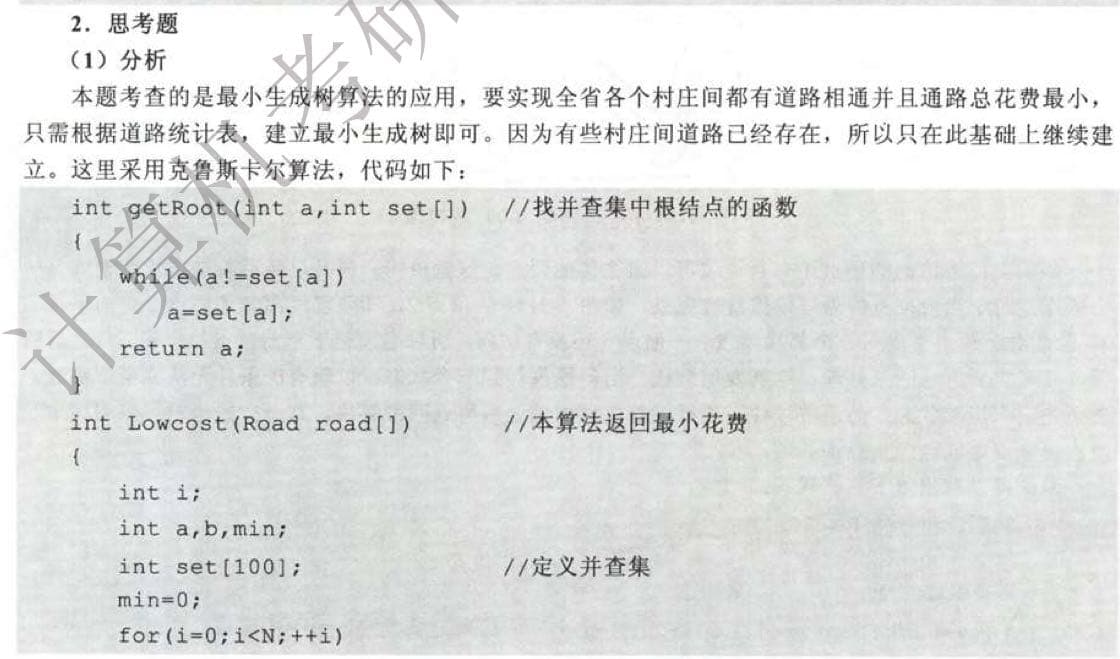 2. 思考题
（1）分析
本题考查的是最小生成树算法的应用，要实现全省各个村庄间都有道路相通并且通路总花费最小，
只需根据道路统计表，建立最小生成树即可。因为有些村庄间道路已经存在，所以只在此基础上继续建
立。这里采用克鲁斯卡尔算法，代码如下：
int getRoot(int a,int set[]) //找并查集中根结点的函数
{
while(a!=set[a])
a=set[a];
return a;
}
int Lowcost(Road road[]) //本算法返回最小花费
{
int i;
int a,b,min;
int set[100]; //定义并查集
min=0;
for(i=0;i<N;++i)
计算机考研